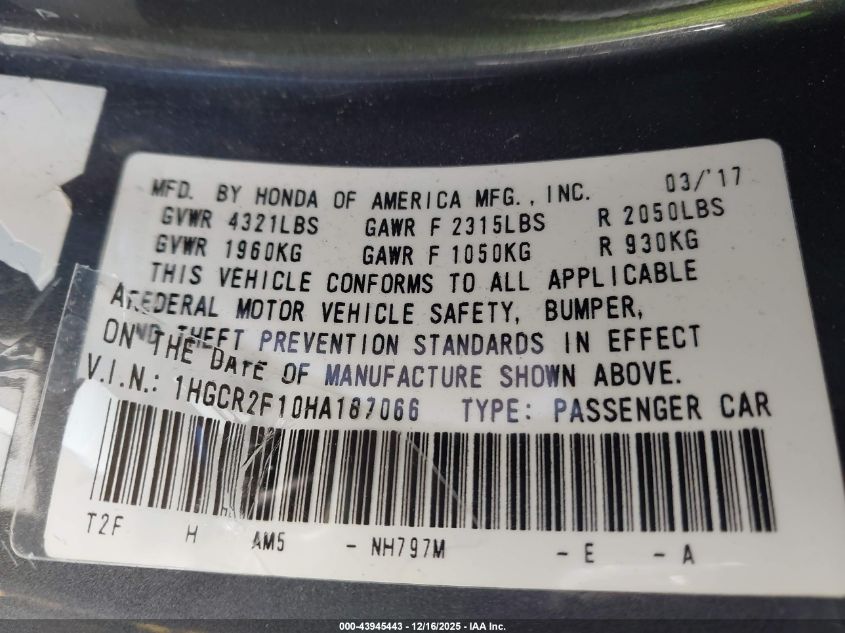 MFD. BY HONDA OF AMERICA MFG., INC. 03/'17
GVWR 4321LBS GAWR F 2315LBS R 2050LBS
GVWR 1960KG GAWR F 1050KG R 930KG
THIS VEHICLE CONFORMS TO ALL APPLICABLE
FEDERAL MOTOR VEHICLE SAFETY, BUMPER,
AND THEFT PREVENTION STANDARDS IN EFFECT
ON THE DATE OF MANUFACTURE SHOWN ABOVE.
V.I.N.: 1HGCR2F10HA187066 TYPE: PASSENGER CAR
T2F H AM5 - NH797M - E - A
000-43945443 - 12/16/2025 - IAA Inc.